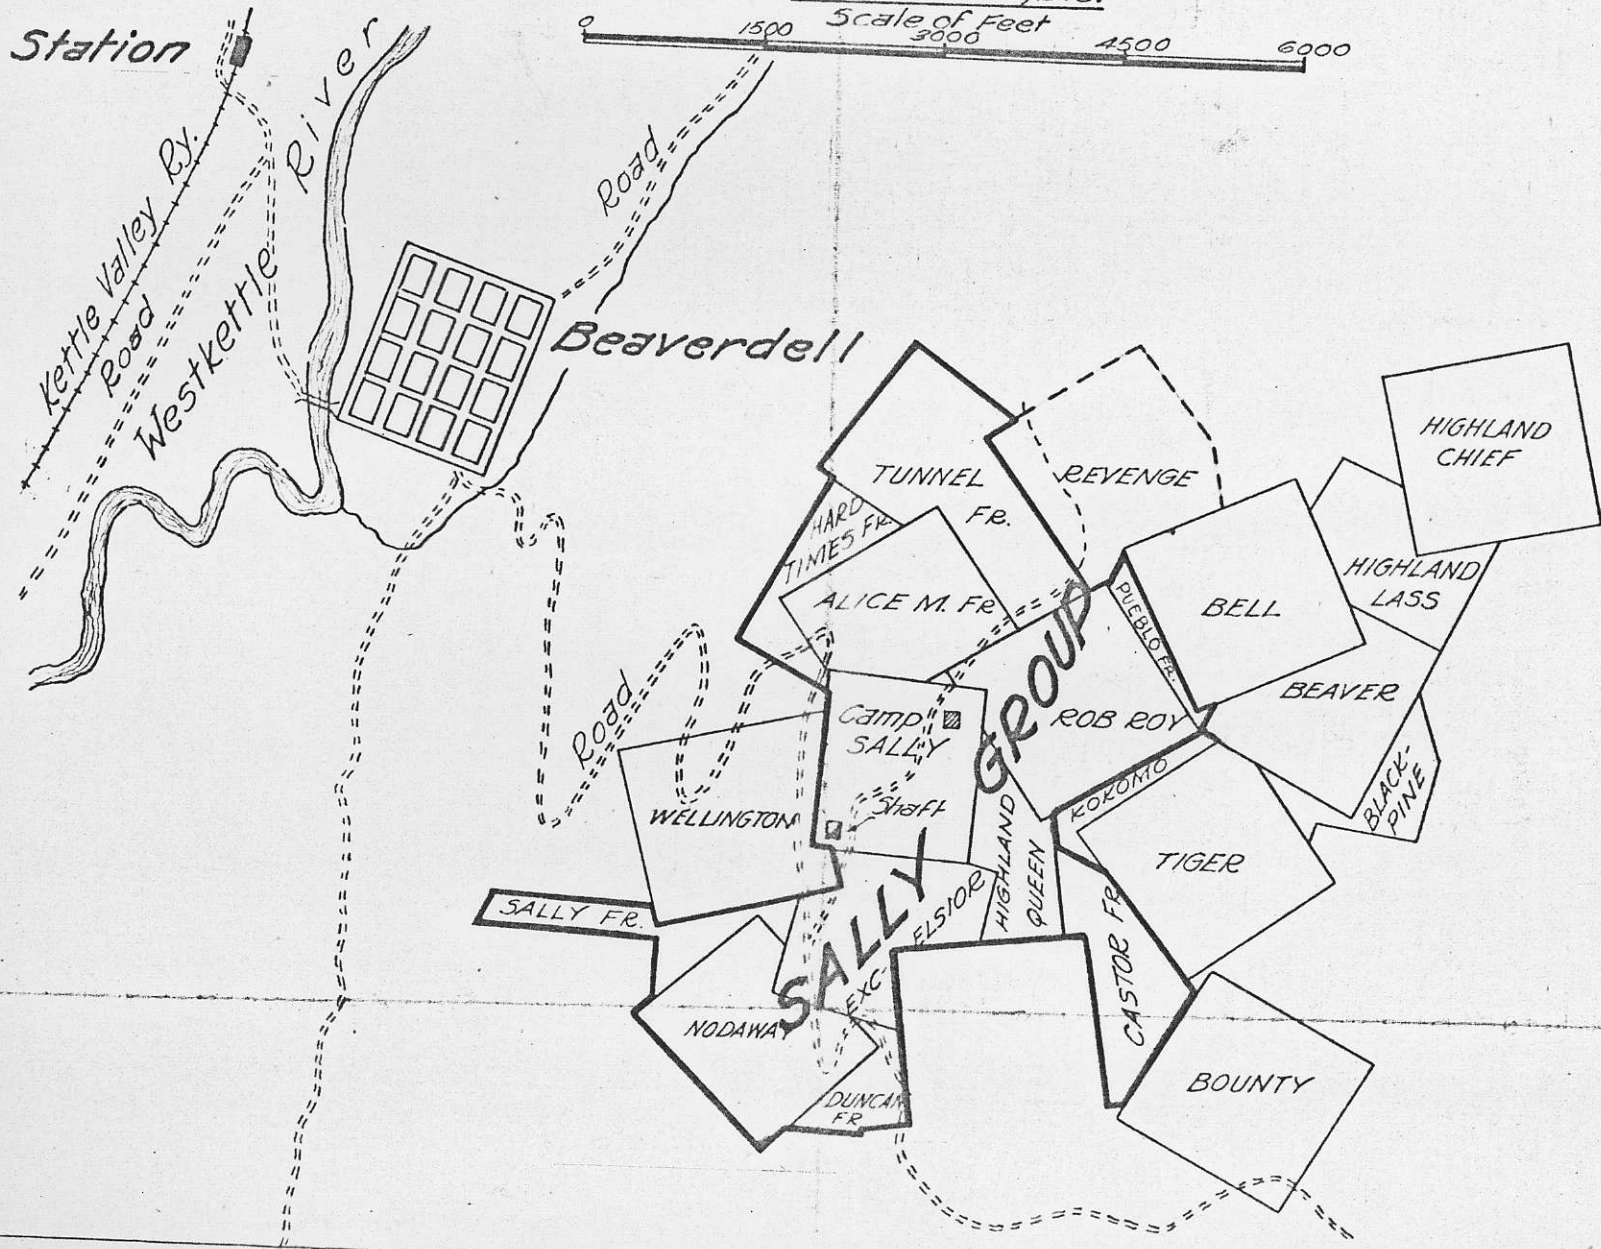 Scale of Feet
0 1500 3000 4500 6000
Station
River
Kettle Valley Ry.
Road
Westkettle
Road
Beaverdell
HIGHLAND
CHIEF
TUNNEL
FR.
REVENGE
HARD
TIMES FR.
HIGHLAND
LASS
ALICE M. FR
PUEBLO FR.
BELL
GROUP
BEAVER
Road
Camp
SALLY
ROB ROY
KOKOMO
BLACK-
PINE
WELLINGTON
Shaft
HIGHLAND
QUEEN
TIGER
SALLY FR.
SALLY
EXC-
ELSIOR
CASTOR FR.
NODAWAY
DUNCAN
FR
BOUNTY